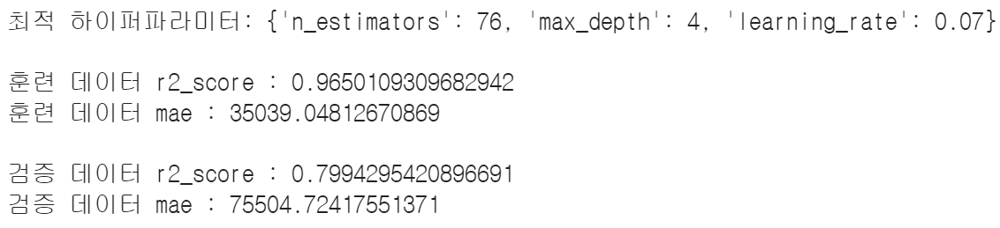 최적 하이퍼파라미터: {'n_estimators': 76, 'max_depth': 4, 'learning_rate': 0.07}
훈련 데이터 r2_score : 0.9650109309682942
훈련 데이터 mae : 35039.04812670869
검증 데이터 r2_score : 0.7994295420896691
검증 데이터 mae : 75504.72417551371